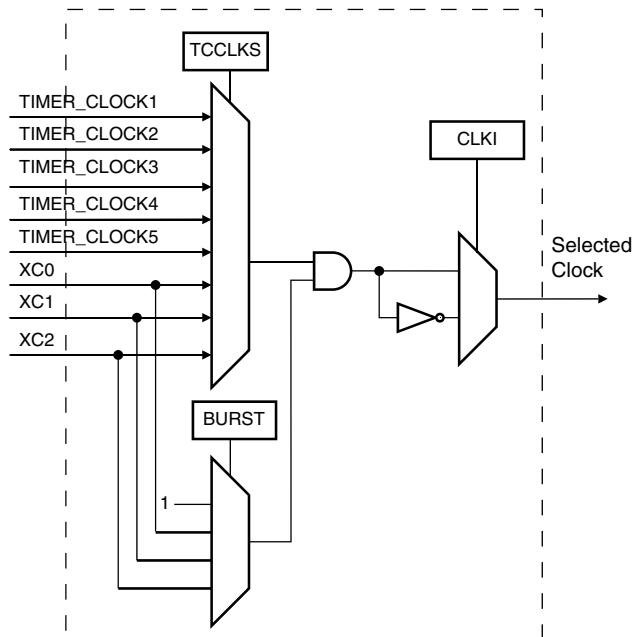 TCCLKS
TIMER_CLOCK1
TIMER_CLOCK2
TIMER_CLOCK3
TIMER_CLOCK4
TIMER_CLOCK5
XC0
XC1
XC2
CLKI
Selected
Clock
BURST
1